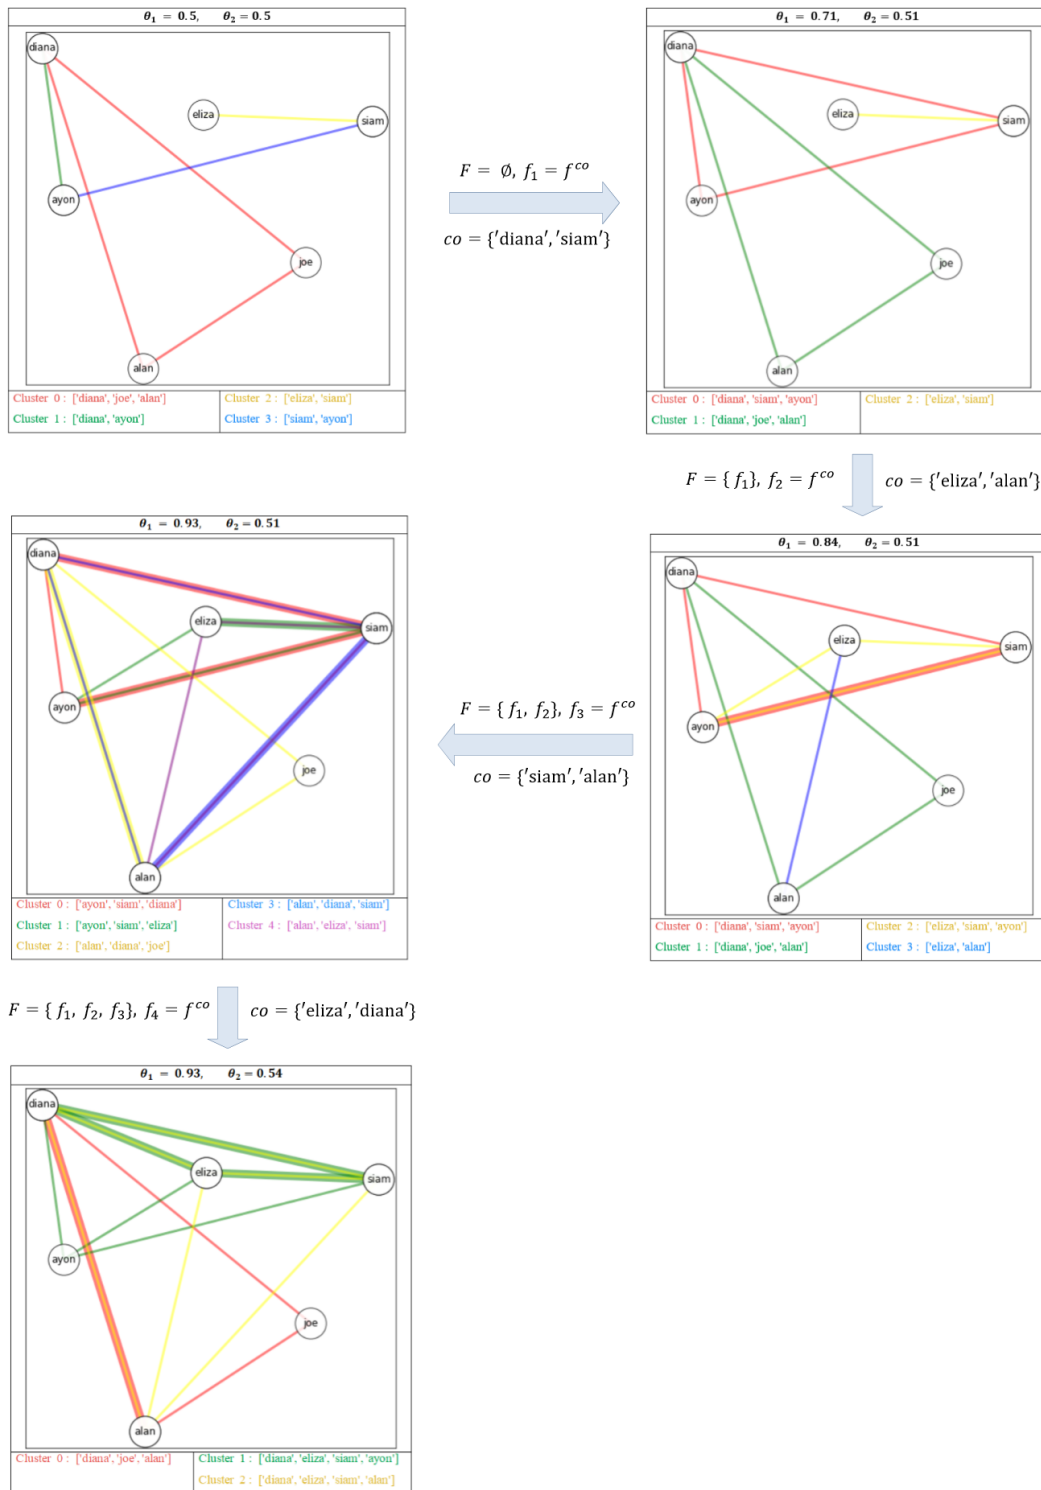 θ₁ = 0.5, θ₂ = 0.5
diana
eliza
siam
ayon
joe
alan
Cluster 0 : ['diana', 'joe', 'alan']
Cluster 1 : ['diana', 'ayon']
Cluster 2 : ['eliza', 'siam']
Cluster 3 : ['siam', 'ayon']
F = ∅, f₁ = f^co
co = {'diana', 'siam'}
θ₁ = 0.71, θ₂ = 0.51
diana
eliza
siam
ayon
joe
alan
Cluster 0 : ['diana', 'siam', 'ayon']
Cluster 1 : ['diana', 'joe', 'alan']
Cluster 2 : ['eliza', 'siam']
F = { f₁}, f₂ = f^co
co = {'eliza', 'alan'}
θ₁ = 0.84, θ₂ = 0.51
diana
eliza
siam
ayon
joe
alan
Cluster 0 : ['diana', 'siam', 'ayon']
Cluster 1 : ['diana', 'joe', 'alan']
Cluster 2 : ['eliza', 'siam', 'ayon']
Cluster 3 : ['eliza', 'alan']
F = { f₁, f₂}, f₃ = f^co
co = {'siam', 'alan'}
θ₁ = 0.93, θ₂ = 0.51
diana
eliza
siam
ayon
joe
alan
Cluster 0 : ['ayon', 'siam', 'diana']
Cluster 1 : ['ayon', 'siam', 'eliza']
Cluster 2 : ['alan', 'diana', 'joe']
Cluster 3 : ['alan', 'diana', 'siam']
Cluster 4 : ['alan', 'eliza', 'siam']
F = { f₁, f₂, f₃}, f₄ = f^co
co = {'eliza', 'diana'}
θ₁ = 0.93, θ₂ = 0.54
diana
eliza
siam
ayon
joe
alan
Cluster 0 : ['diana', 'joe', 'alan']
Cluster 1 : ['diana', 'eliza', 'siam', 'ayon']
Cluster 2 : ['diana', 'eliza', 'siam', 'alan']